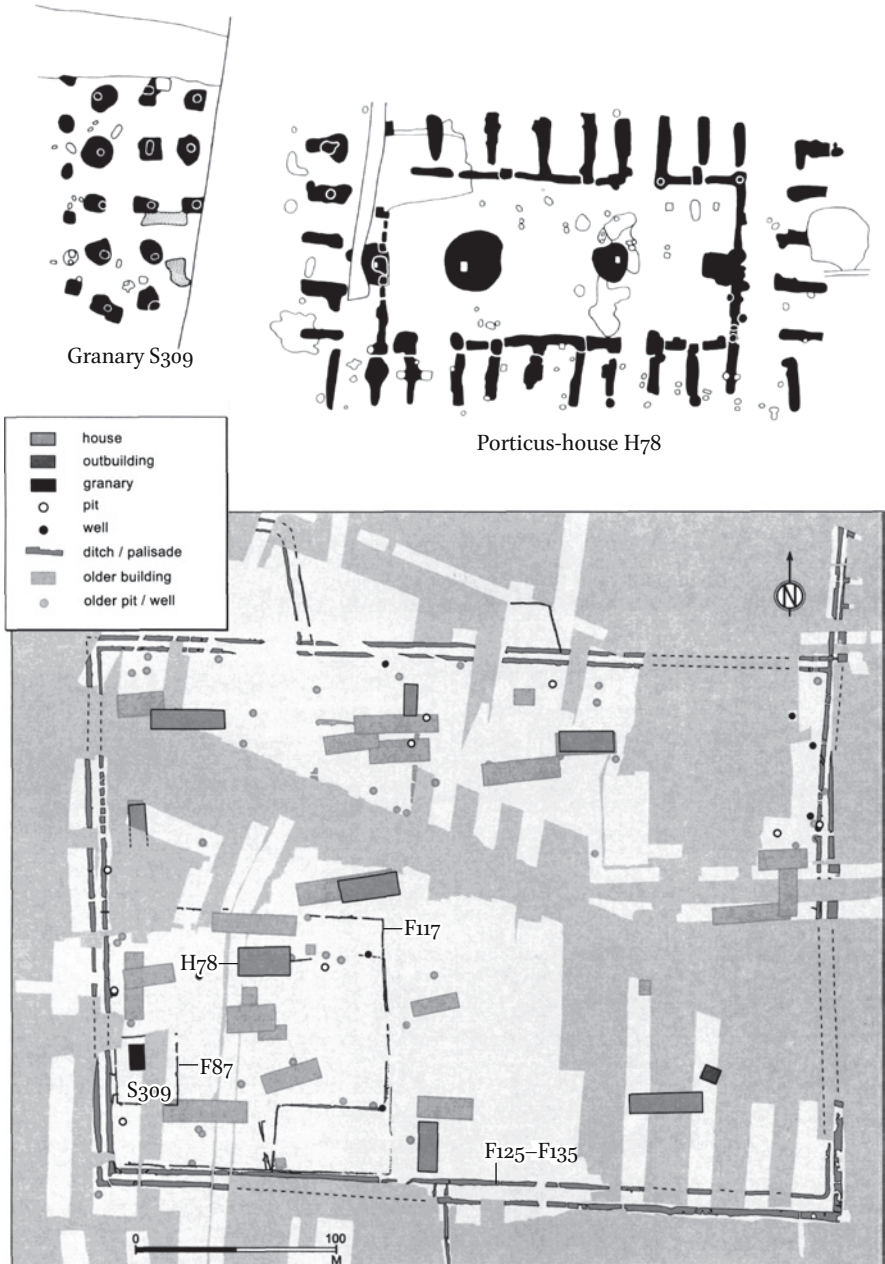 Granary S309
Porticus-house H78
house
outbuilding
granary
pit
well
ditch / palisade
older building
older pit / well
N
F117
H78
F87
S309
F125–F135
0 100
M